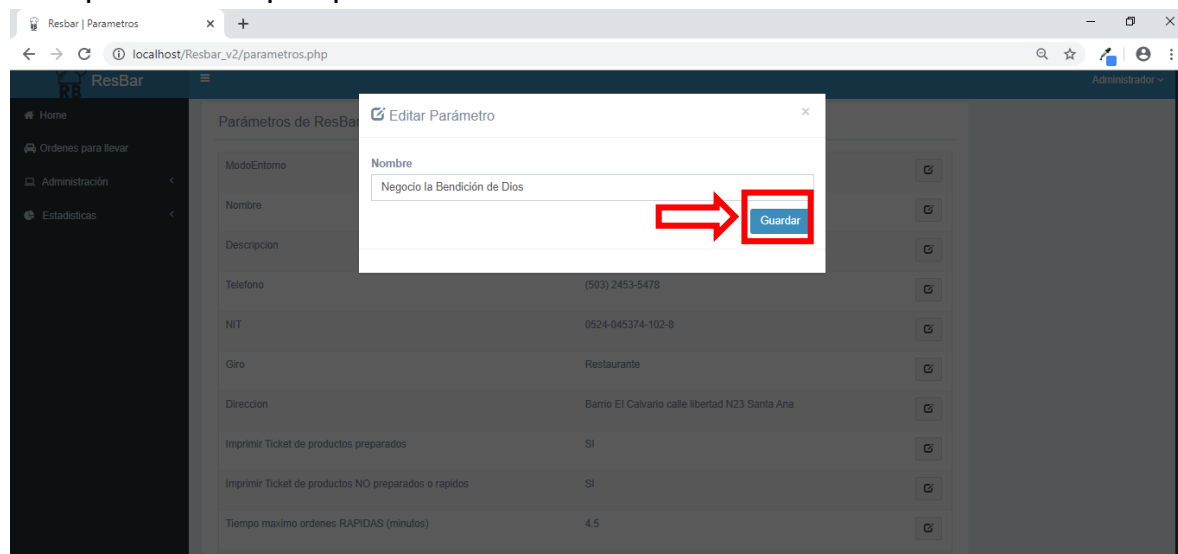 Resbar | Parametros
localhost/Resbar_v2/parametros.php
ResBar
RB
Administrador
Home
Ordenes para llevar
Administración
Estadisticas
Parámetros de ResBar
Editar Parámetro
Nombre
Negocio la Bendición de Dios
Guardar
ModoEntorno
Nombre
Descripcion
Telefono (503) 2453-5478
NIT 0524-045374-102-8
Giro Restaurante
Direccion Barrio El Calvario calle libertad N23 Santa Ana
Imprimir Ticket de productos preparados SI
Imprimir Ticket de productos NO preparados o rapidos SI
Tiempo maximo ordenes RAPIDAS (minutos) 4.5